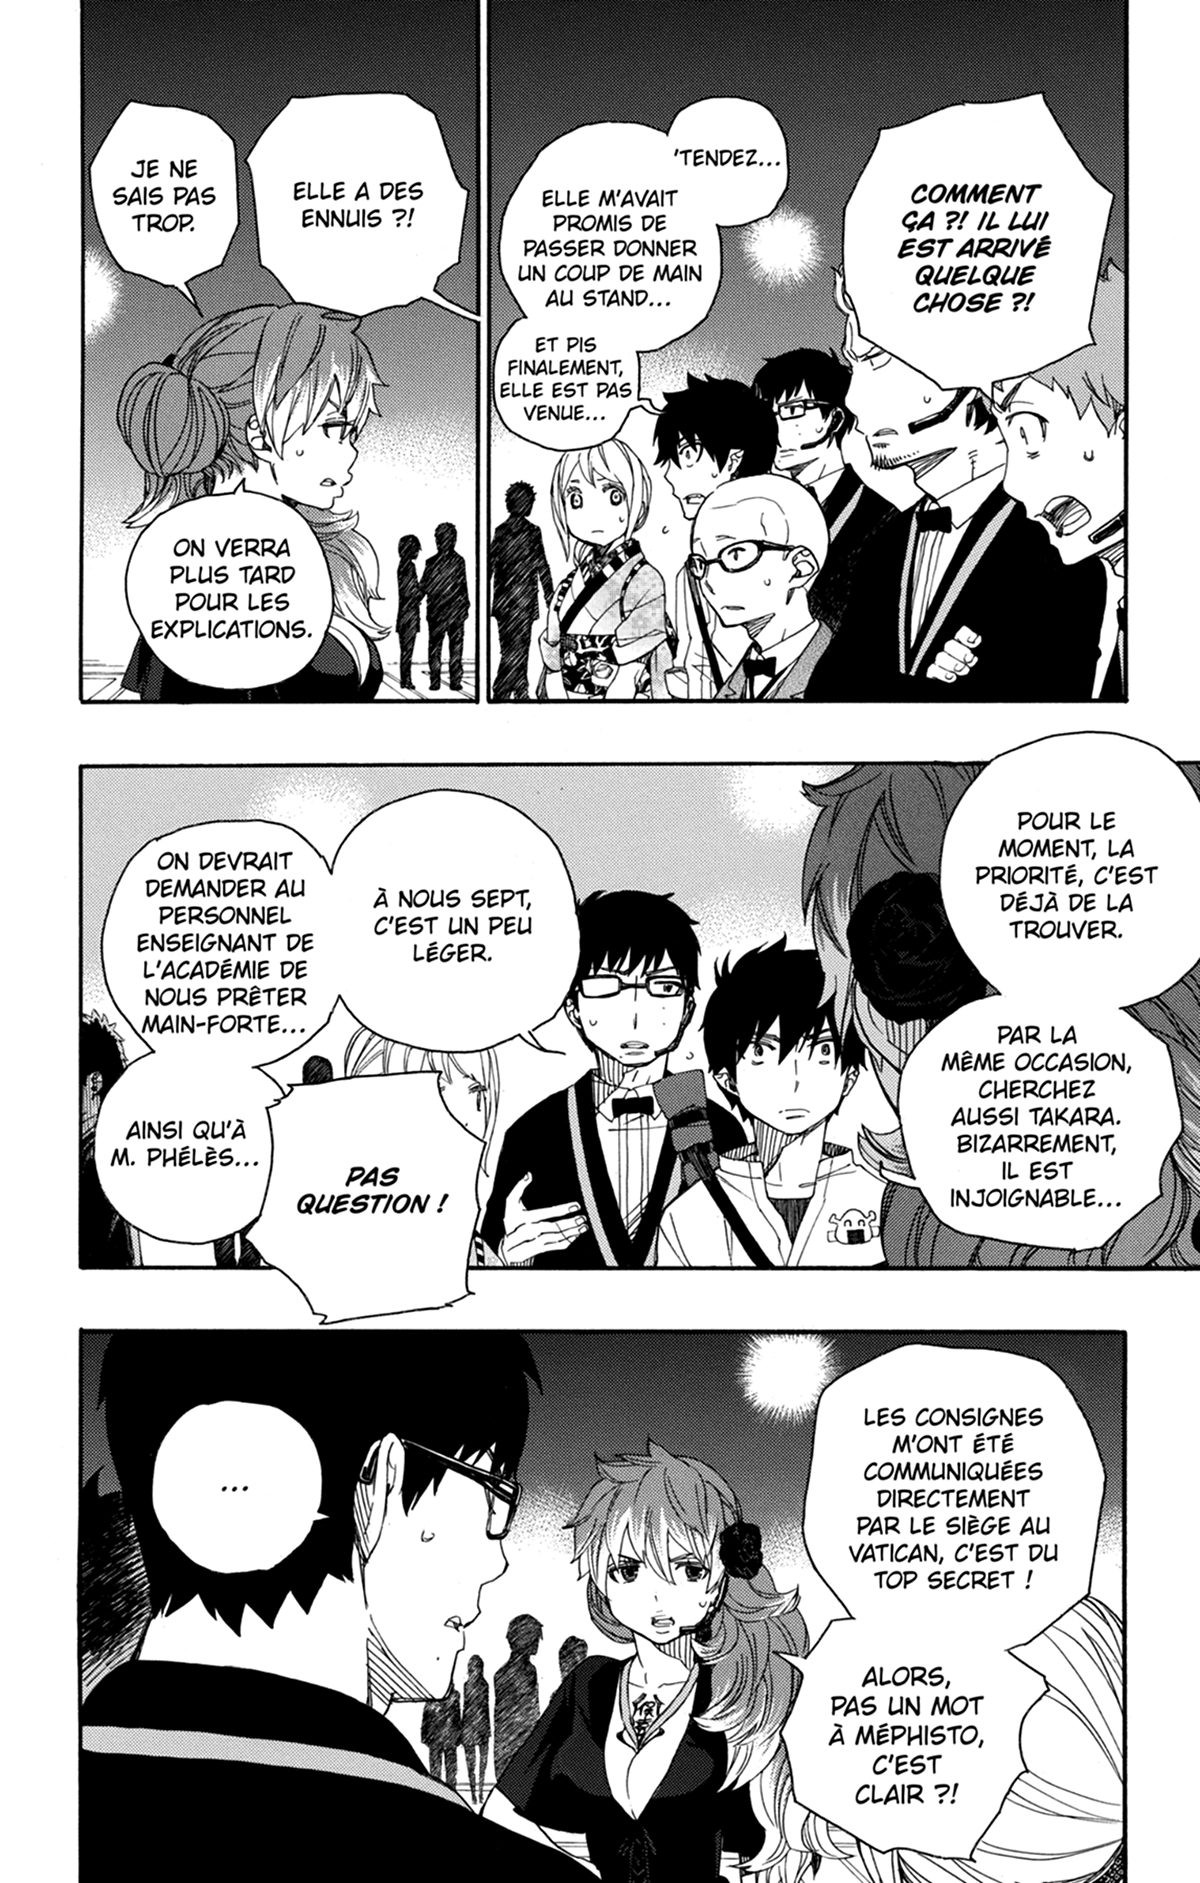 COMMENT
ÇA ?! IL LUI
EST ARRIVÉ
QUELQUE
CHOSE ?!
'TENDEZ...
ELLE M'AVAIT
PROMIS DE
PASSER DONNER
UN COUP DE MAIN
AU STAND...
ET PIS
FINALEMENT,
ELLE EST PAS
VENUE...
ELLE A DES
ENNUIS ?!
JE NE
SAIS PAS
TROP.
ON VERRA
PLUS TARD
POUR LES
EXPLICATIONS.
POUR LE
MOMENT, LA
PRIORITÉ, C'EST
DÉJÀ DE LA
TROUVER.
PAR LA
MÊME OCCASION,
CHERCHEZ
AUSSI TAKARA.
BIZARREMENT,
IL EST
INJOIGNABLE...
À NOUS SEPT,
C'EST UN PEU
LÉGER.
ON DEVRAIT
DEMANDER AU
PERSONNEL
ENSEIGNANT DE
L'ACADÉMIE DE
NOUS PRÊTER
MAIN-FORTE...
AINSI QU'À
M. PHÉLÈS...
PAS
QUESTION !
LES CONSIGNES
M'ONT ÉTÉ
COMMUNIQUÉES
DIRECTEMENT
PAR LE SIÈGE AU
VATICAN, C'EST DU
TOP SECRET !
ALORS,
PAS UN MOT
À MÉPHISTO,
C'EST
CLAIR ?!
...